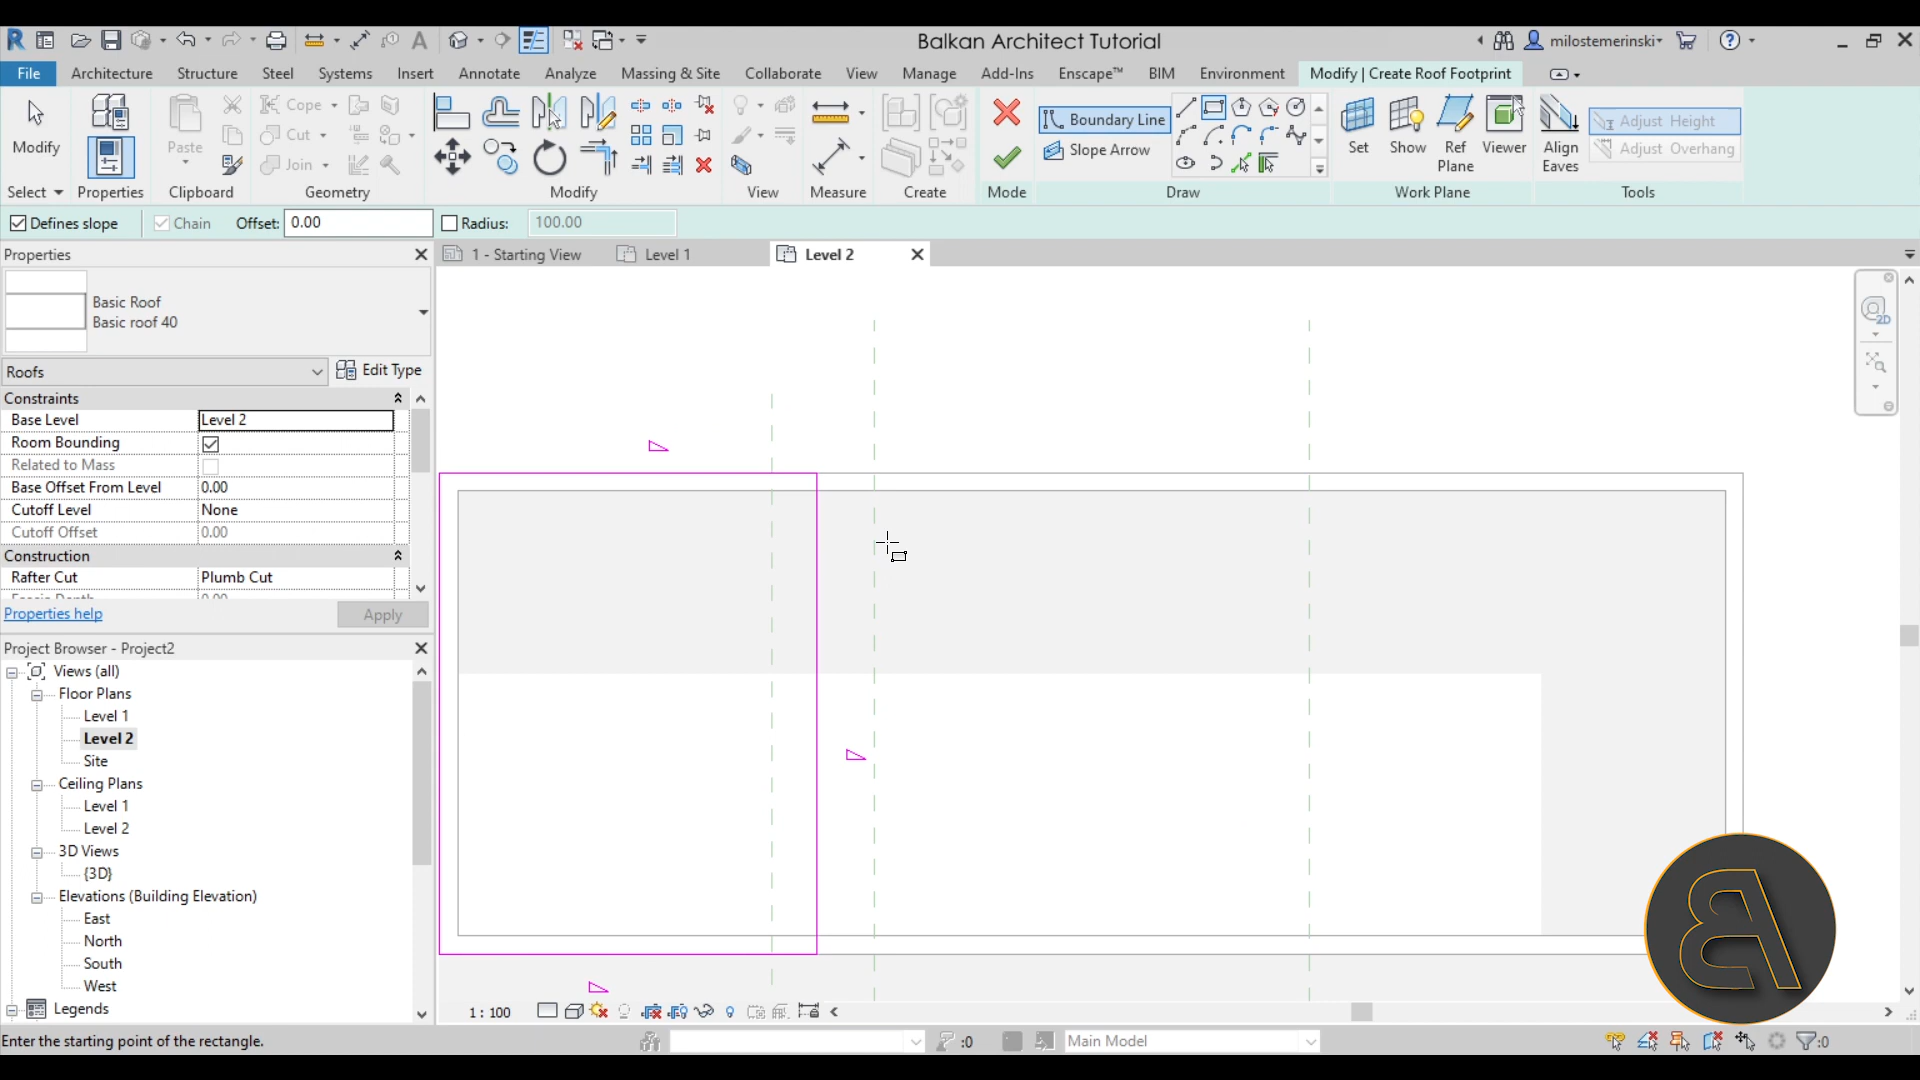 Balkan Architect Tutorial
milostemerinski
File Architecture Structure Steel Systems Insert Annotate Analyze Massing & Site Collaborate View Manage Add-Ins Enscape™ BIM Environment Modify | Create Roof Footprint
Modify
Select
Properties
Paste
Clipboard
Cope
Cut
Join
Geometry
Modify
View
Measure
Create
Mode
Boundary Line
Slope Arrow
Draw
Set
Show
Ref
Plane
Viewer
Work Plane
Align
Eaves
Adjust Height
Adjust Overhang
Tools
Defines slope Chain Offset: 0.00 Radius: 100.00
Properties
1 - Starting View Level 1 Level 2
2D
Basic Roof
Basic roof 40
Roofs Edit Type
Constraints
Base Level Level 2
Room Bounding
Related to Mass
Base Offset From Level 0.00
Cutoff Level None
Cutoff Offset 0.00
Construction
Rafter Cut Plumb Cut
Fascia Depth 0.00
Properties help Apply
Project Browser - Project2
Views (all)
Floor Plans
Level 1
Level 2
Site
Ceiling Plans
Level 1
Level 2
3D Views
{3D}
Elevations (Building Elevation)
East
North
South
West
Legends
1 : 100
Enter the starting point of the rectangle. :0 Main Model :0